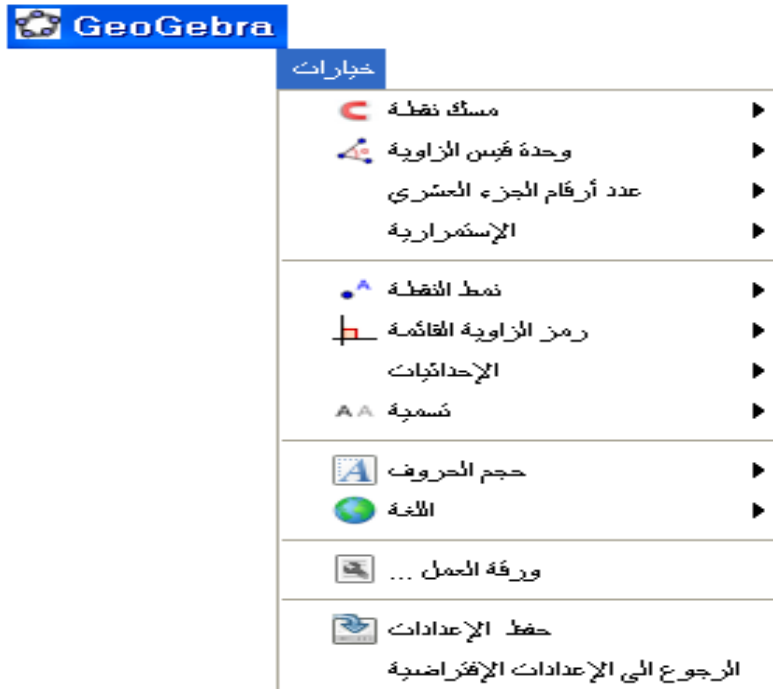 GeoGebra
خيارات
مسك نقطة
وحدة قيس الزاوية
عدد أرقام الجزء العشري
الإستمرارية
نمط النقطة
رمز الزاوية القائمة
الإحداثيات
تسمية
حجم الحروف
اللغة
ورقة العمل ...
حفظ الإعدادات
الرجوع الى الإعدادات الإفتراضية